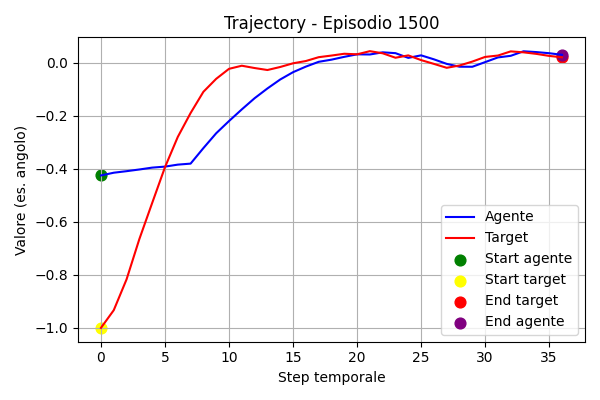 Trajectory - Episodio 1500
Valore (es. angolo)
0.0
−0.2
−0.4
−0.6
−0.8
−1.0
0 5 10 15 20 25 30 35
Step temporale
Agente
Target
Start agente
Start target
End target
End agente